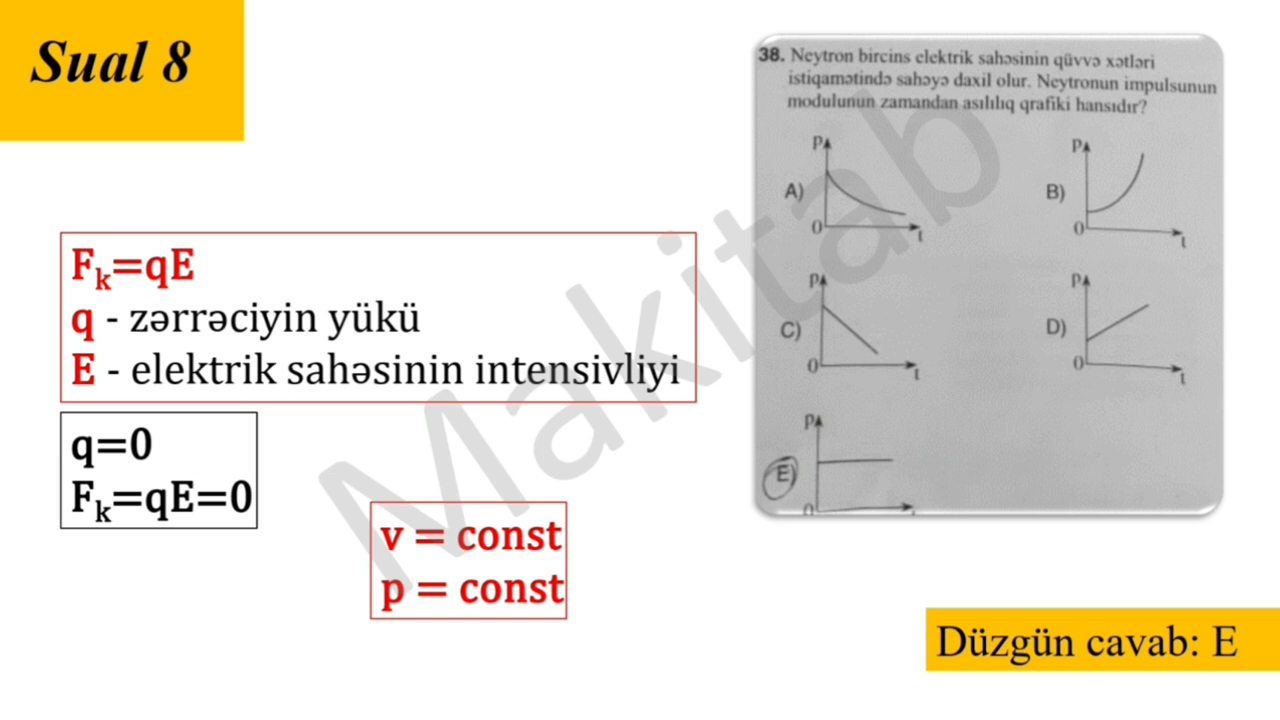 Sual 8
38. Neytron bircins elektrik sahəsinin qüvvə xətləri
istiqamətində sahəyə daxil olur. Neytronun impulsunun
modulunun zamandan asılılıq qrafiki hansıdır?
P
A)
0
t
P
B)
0
t
P
C)
0
t
P
D)
0
t
P
E)
0
Fₖ=qE
q - zərrəciyin yükü
E - elektrik sahəsinin intensivliyi
q=0
Fₖ=qE=0
v = const
p = const
Düzgün cavab: E
Makitab